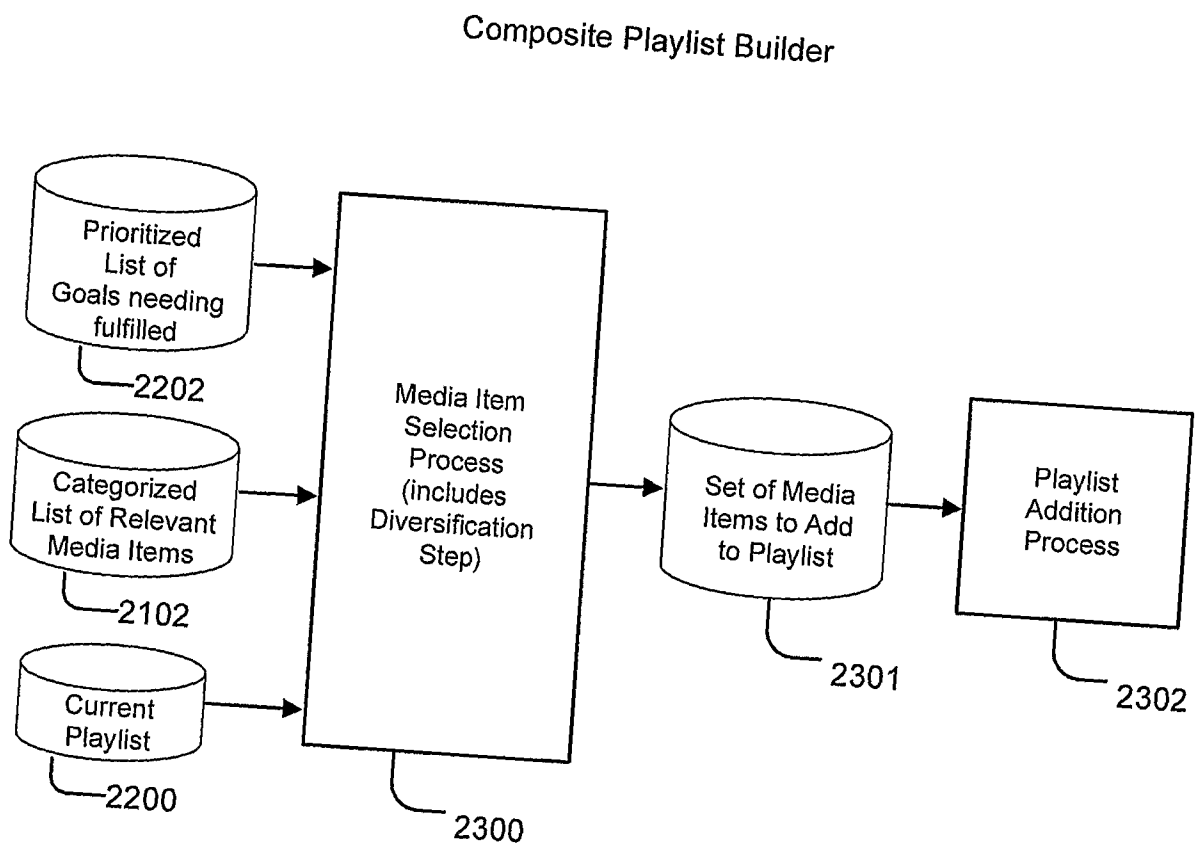 Composite Playlist Builder
Prioritized
List of
Goals needing
fulfilled
2202
Categorized
List of Relevant
Media Items
2102
Current
Playlist
2200
Media Item
Selection
Process
(includes
Diversification
Step)
2300
Set of Media
Items to Add
to Playlist
2301
Playlist
Addition
Process
2302